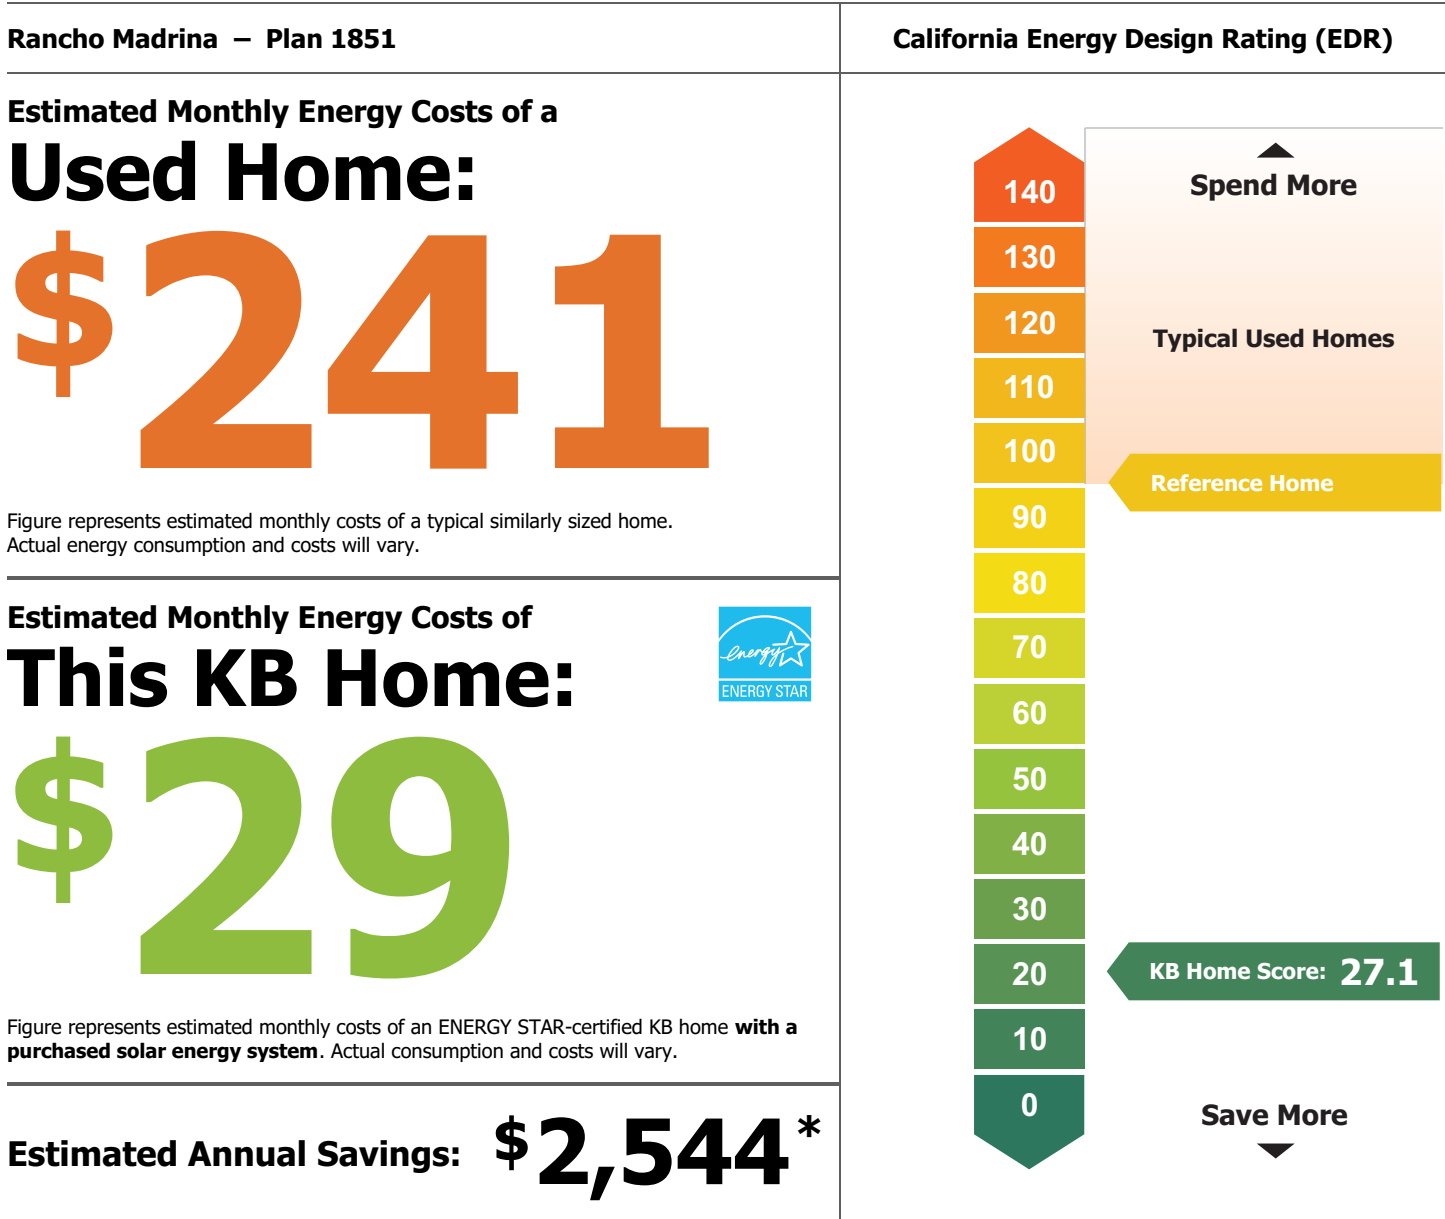 Rancho Madrina – Plan 1851
Estimated Monthly Energy Costs of a
Used Home:
$241
Figure represents estimated monthly costs of a typical similarly sized home.
Actual energy consumption and costs will vary.
Estimated Monthly Energy Costs of
This KB Home:
energy
ENERGY STAR
$29
Figure represents estimated monthly costs of an ENERGY STAR-certified KB home with a
purchased solar energy system. Actual consumption and costs will vary.
Estimated Annual Savings: $2,544*
California Energy Design Rating (EDR)
Spend More
140
130
120
Typical Used Homes
110
100
Reference Home
90
80
70
60
50
40
30
20
KB Home Score: 27.1
10
0
Save More